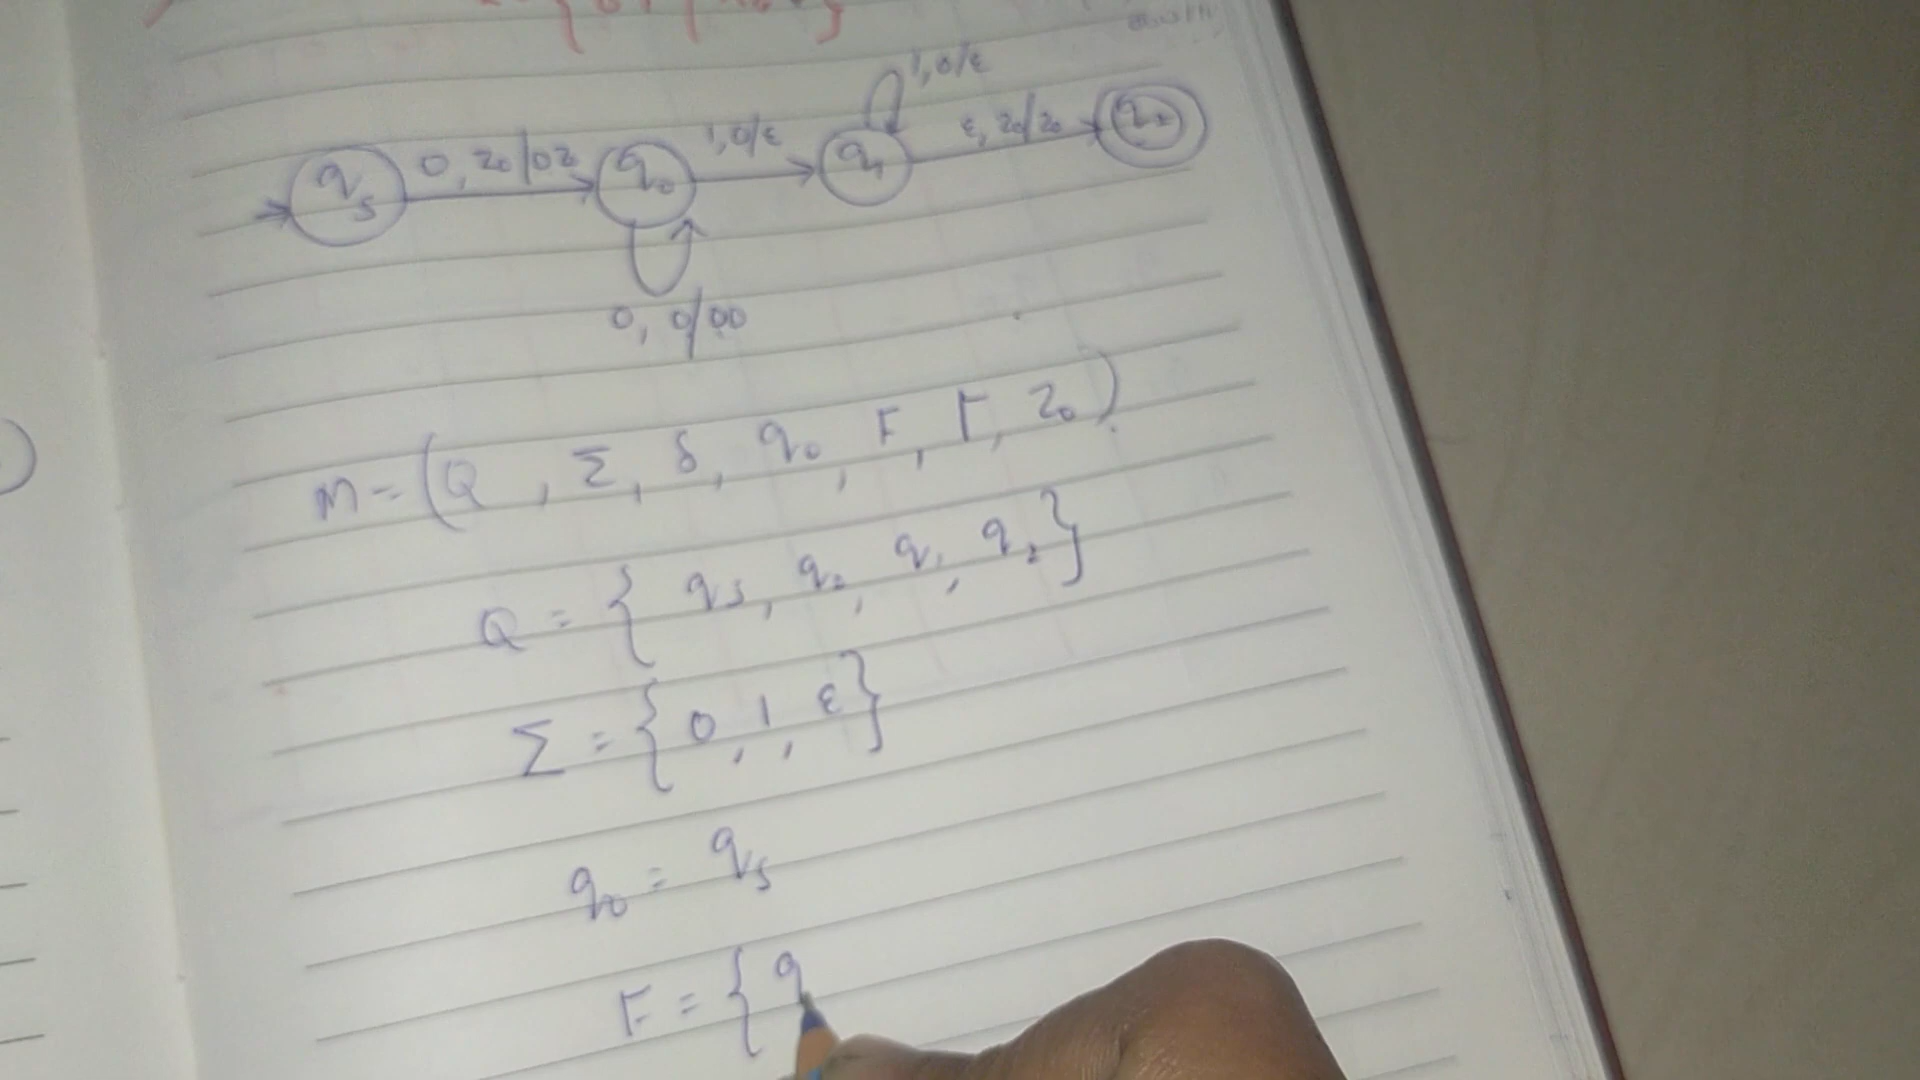 1,0/ε
qs 0,z0/0z q0 1,0/ε q1 ε,z0/z0 q2
0,0/00
M = (Q, Σ, δ, q0, F, Γ, z0)
Q = { qs, q0, q1, q2 }
Σ = { 0, 1, ε }
q0 = qs
F = { q